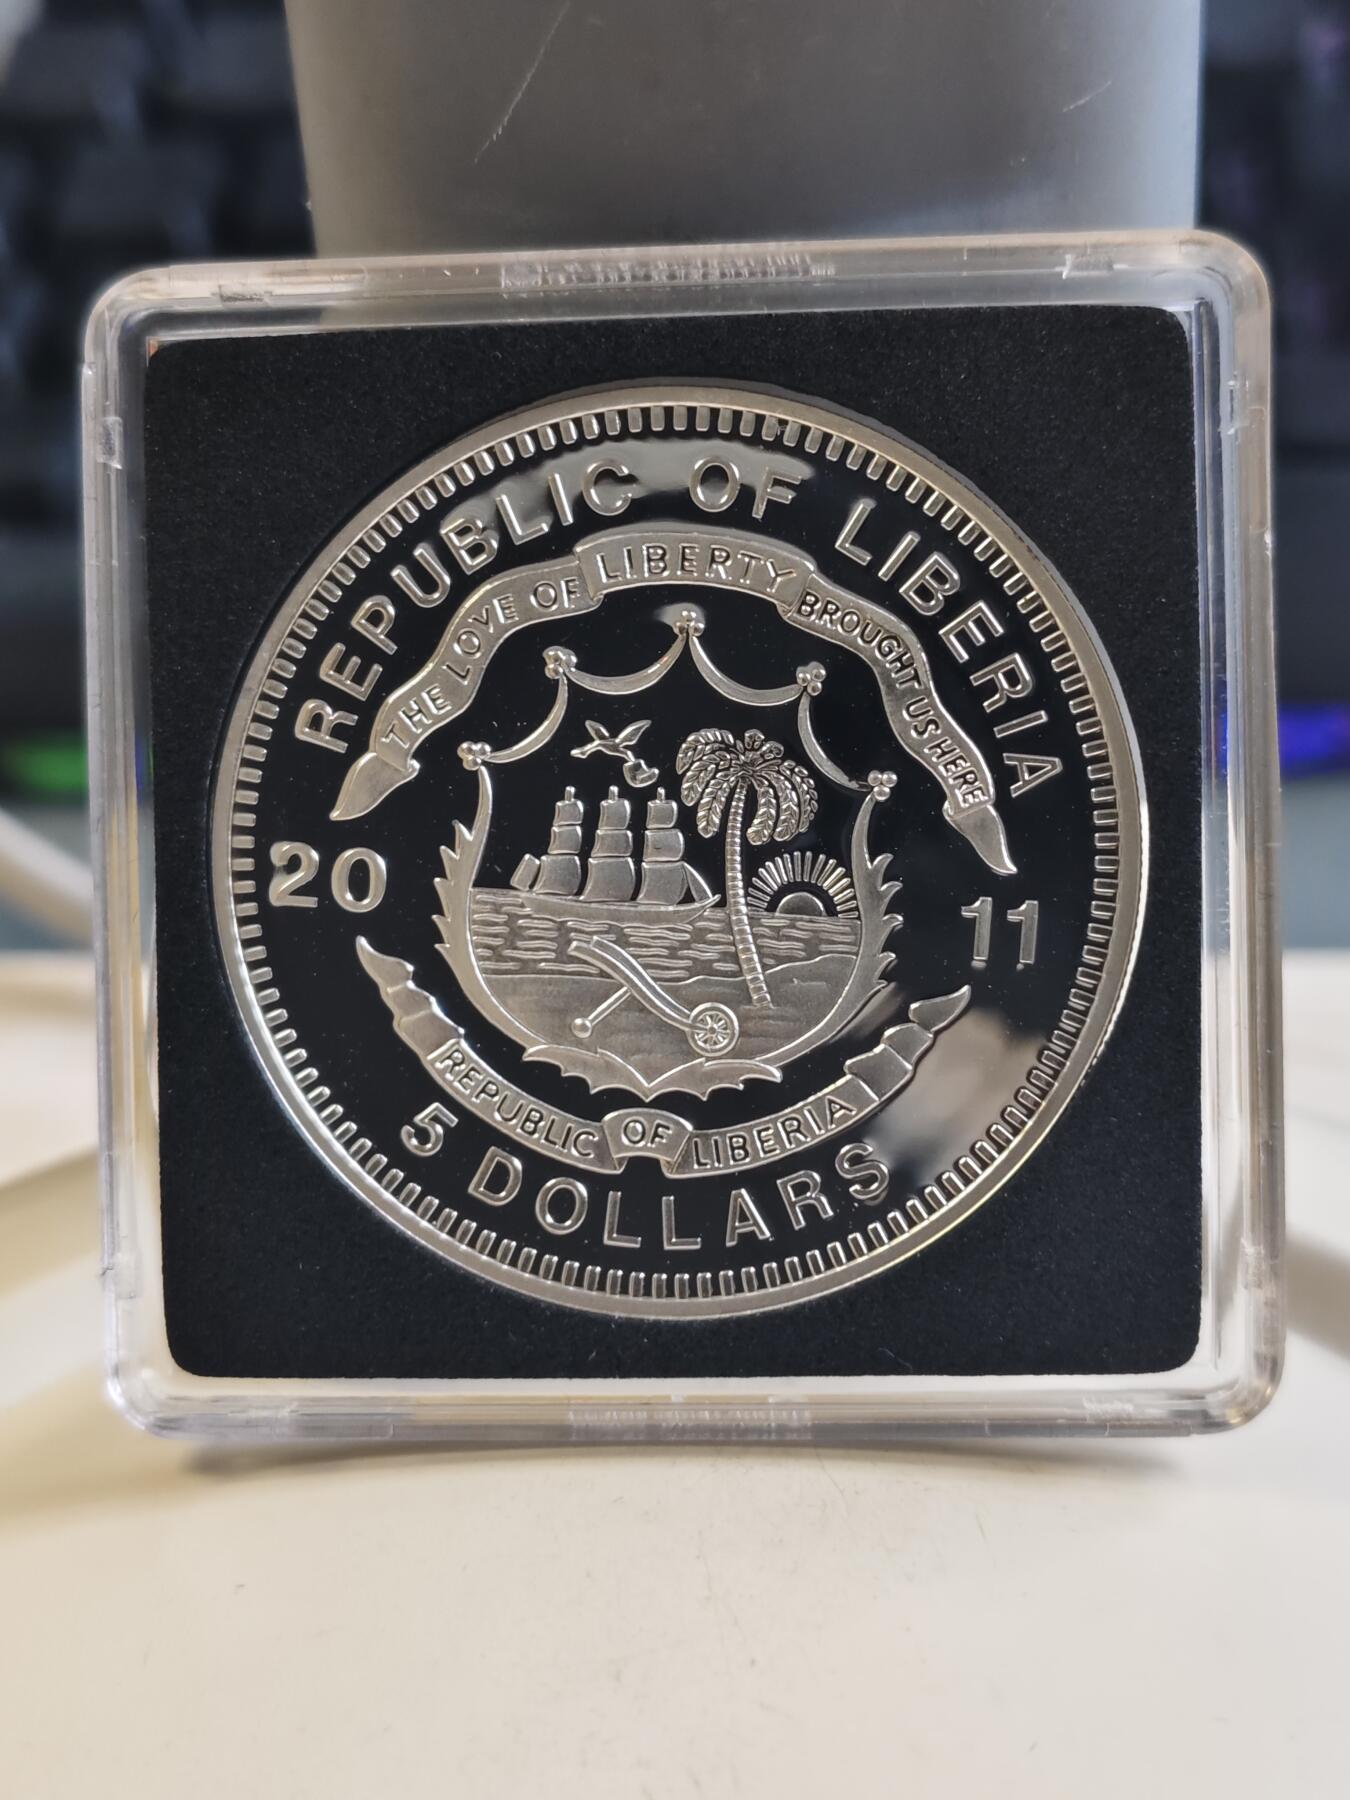 REPUBLIC OF LIBERIA
THE LOVE OF LIBERTY BROUGHT US HERE
20 11
REPUBLIC OF LIBERIA
5 DOLLARS